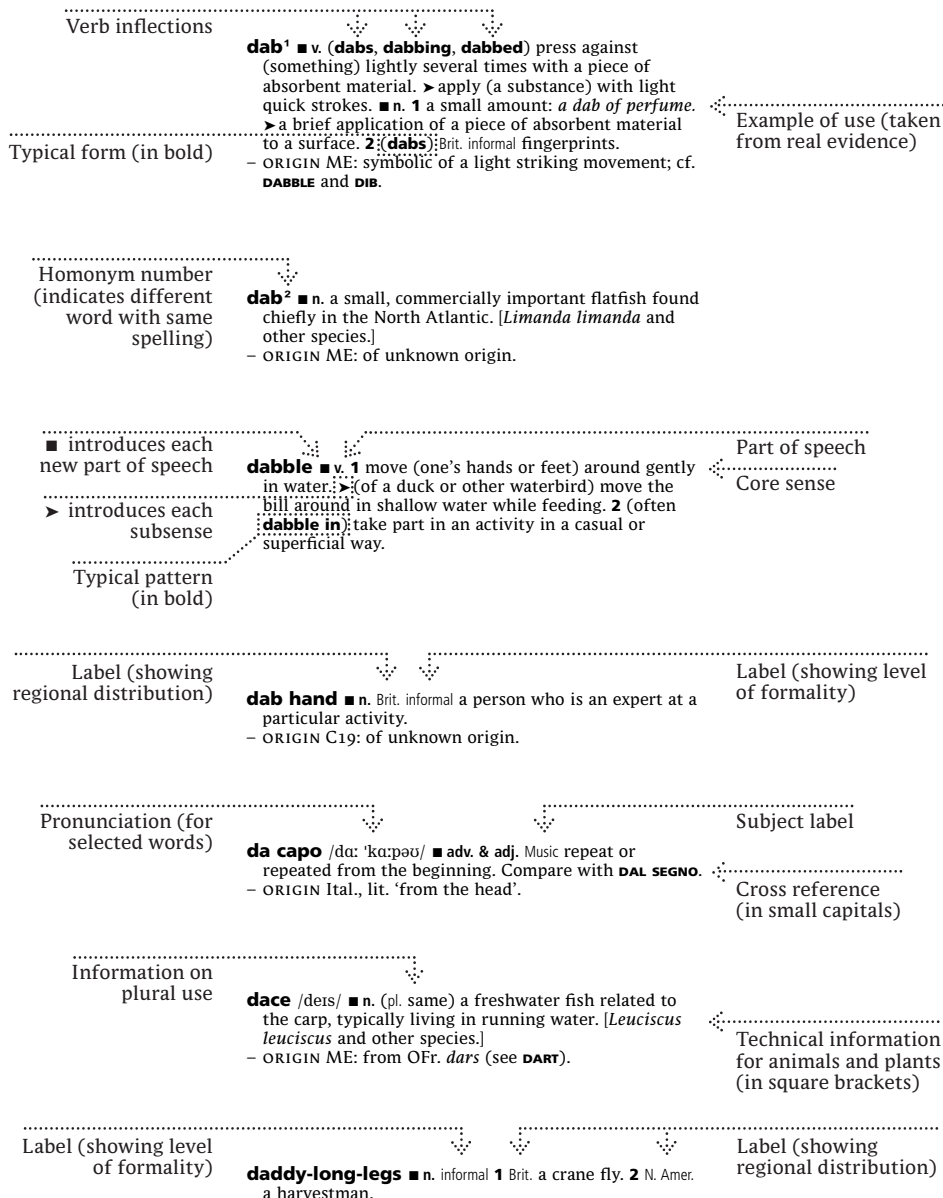 Verb inflections
dab¹ ■ v. (dabs, dabbing, dabbed) press against
(something) lightly several times with a piece of
absorbent material. ➤ apply (a substance) with light
quick strokes. ■ n. 1 a small amount: a dab of perfume.
➤ a brief application of a piece of absorbent material
to a surface. 2 (dabs) Brit. informal fingerprints.
– ORIGIN ME: symbolic of a light striking movement; cf.
DABBLE and DIB.
Example of use (taken
from real evidence)
Typical form (in bold)
Homonym number
(indicates different
word with same
spelling)
dab² ■ n. a small, commercially important flatfish found
chiefly in the North Atlantic. [Limanda limanda and
other species.]
– ORIGIN ME: of unknown origin.
■ introduces each
new part of speech
➤ introduces each
subsense
Typical pattern
(in bold)
dabble ■ v. 1 move (one's hands or feet) around gently
in water. ➤ (of a duck or other waterbird) move the
bill around in shallow water while feeding. 2 (often
dabble in) take part in an activity in a casual or
superficial way.
Part of speech
Core sense
Label (showing
regional distribution)
dab hand ■ n. Brit. informal a person who is an expert at a
particular activity.
– ORIGIN C19: of unknown origin.
Label (showing level
of formality)
Pronunciation (for
selected words)
da capo /dɑː ˈkɑːpəʊ/ ■ adv. & adj. Music repeat or
repeated from the beginning. Compare with DAL SEGNO.
– ORIGIN Ital., lit. ‘from the head’.
Subject label
Cross reference
(in small capitals)
Information on
plural use
dace /deɪs/ ■ n. (pl. same) a freshwater fish related to
the carp, typically living in running water. [Leuciscus
leuciscus and other species.]
– ORIGIN ME: from OFr. dars (see DART).
Technical information
for animals and plants
(in square brackets)
Label (showing level
of formality)
daddy-long-legs ■ n. informal 1 Brit. a crane fly. 2 N. Amer.
a harvestman.
Label (showing
regional distribution)